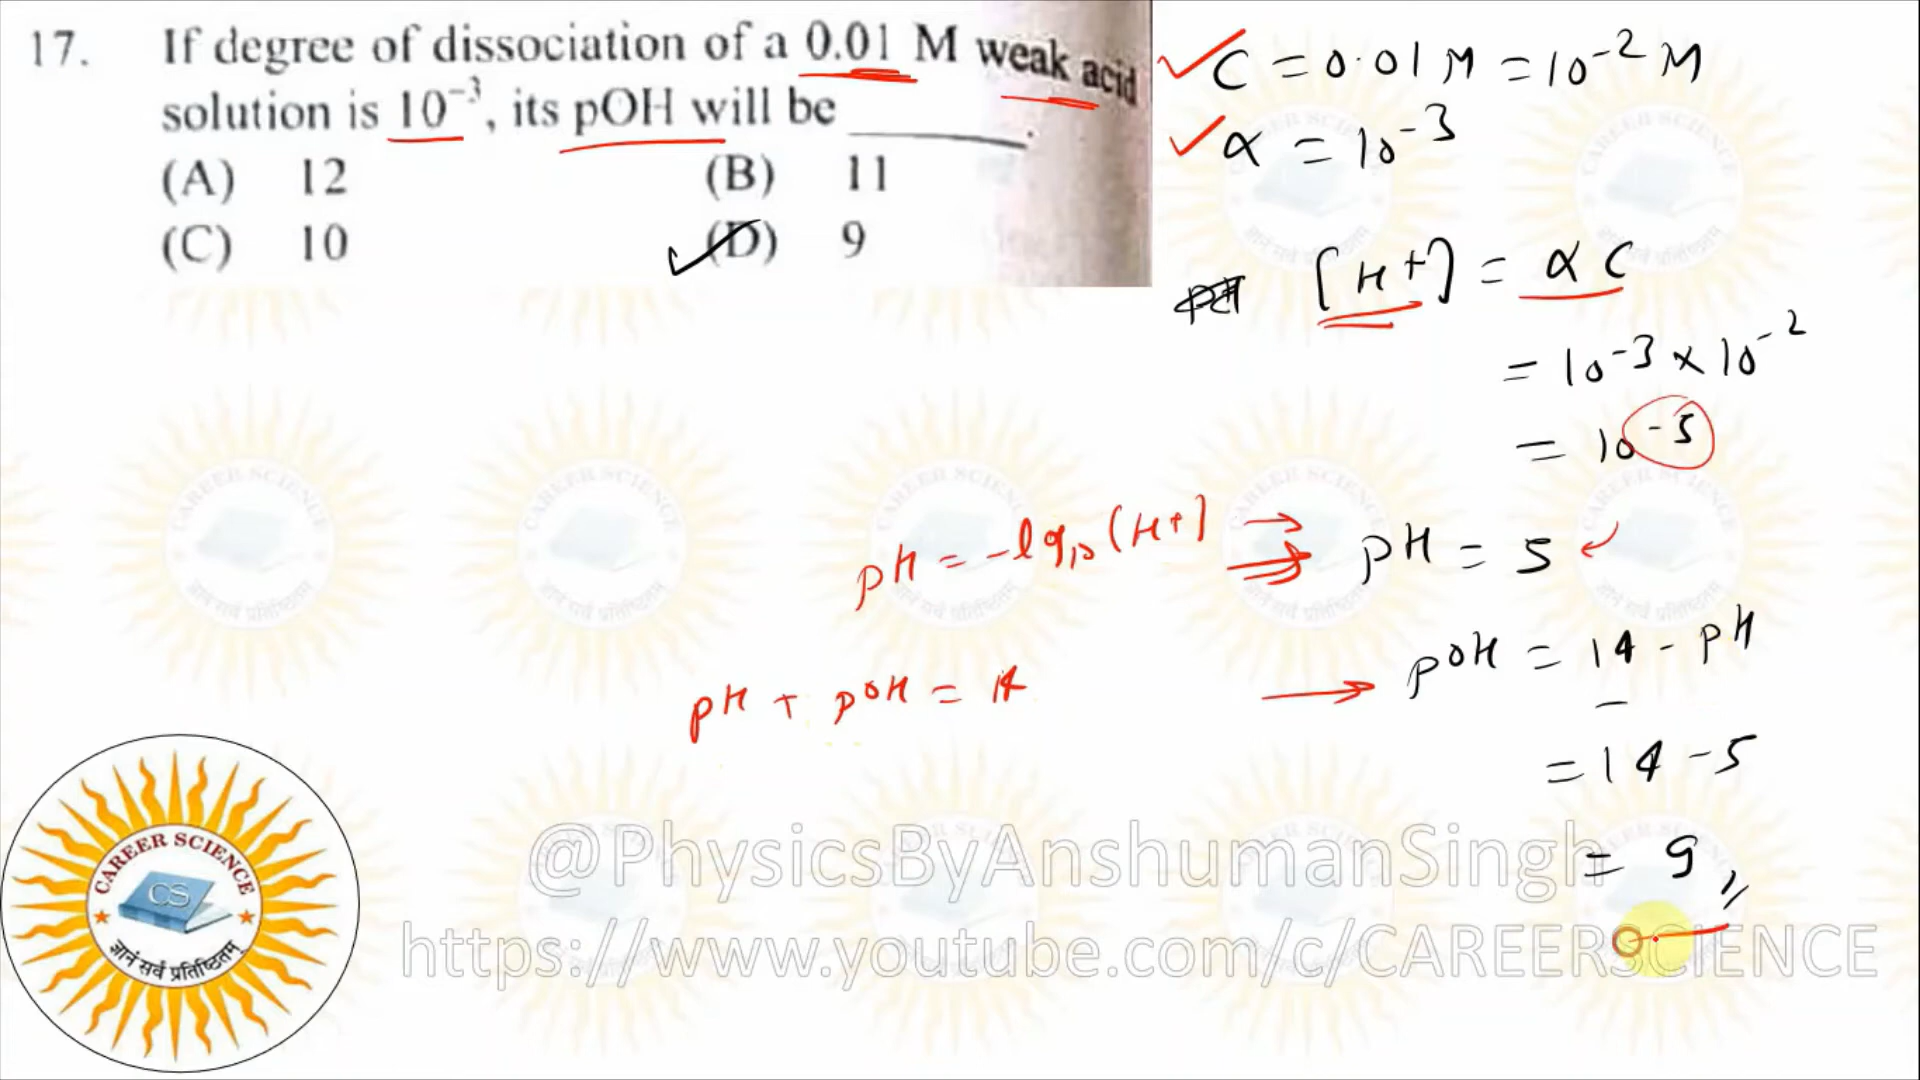 17. If degree of dissociation of a 0.01 M weak acid
solution is 10⁻³, its pOH will be ________.
(A) 12 (B) 11
(C) 10 (D) 9
C = 0.01 M = 10⁻² M
α = 10⁻³
[H+] = α C
= 10⁻³ × 10⁻²
= 10⁻⁵
pH = -log₁₀ (H+]
pH = 5
pH + pOH = 14
pOH = 14 - pH
= 14 - 5
= 9
@PhysicsByAnshumanSingh
https://www.youtube.com/c/CAREERSCIENCE
CAREER SCIENCE
CS
ज्ञानं सर्वं प्रतिष्ठितम्